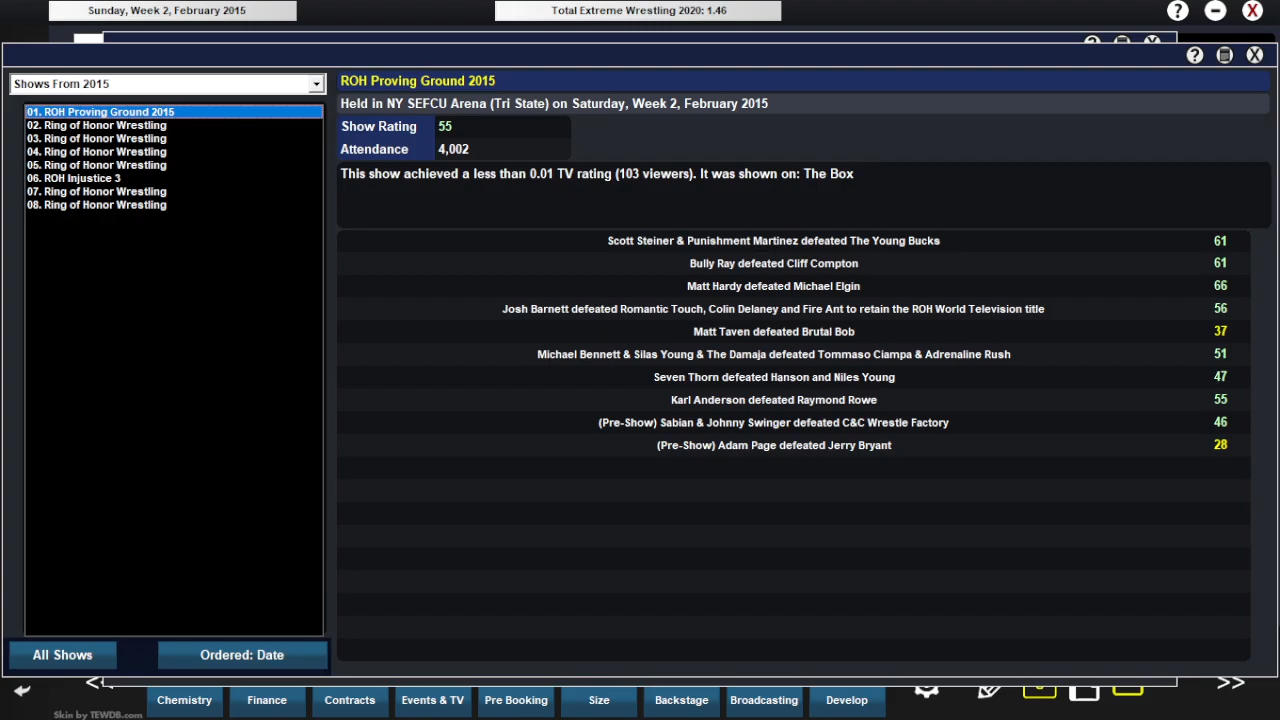 Sunday, Week 2, February 2015
Total Extreme Wrestling 2020: 1.46
Shows From 2015
01. ROH Proving Ground 2015
02. Ring of Honor Wrestling
03. Ring of Honor Wrestling
04. Ring of Honor Wrestling
05. Ring of Honor Wrestling
06. ROH Injustice 3
07. Ring of Honor Wrestling
08. Ring of Honor Wrestling
All Shows
Ordered: Date
ROH Proving Ground 2015
Held in NY SEFCU Arena (Tri State) on Saturday, Week 2, February 2015
Show Rating 55
Attendance 4,002
This show achieved a less than 0.01 TV rating (103 viewers). It was shown on: The Box
Scott Steiner & Punishment Martinez defeated The Young Bucks 61
Bully Ray defeated Cliff Compton 61
Matt Hardy defeated Michael Elgin 66
Josh Barnett defeated Romantic Touch, Colin Delaney and Fire Ant to retain the ROH World Television title 56
Matt Taven defeated Brutal Bob 37
Michael Bennett & Silas Young & The Damaja defeated Tommaso Ciampa & Adrenaline Rush 51
Seven Thorn defeated Hanson and Niles Young 47
Karl Anderson defeated Raymond Rowe 55
(Pre-Show) Sabian & Johnny Swinger defeated C&C Wrestle Factory 46
(Pre-Show) Adam Page defeated Jerry Bryant 28
Chemistry
Finance
Contracts
Events & TV
Pre Booking
Size
Backstage
Broadcasting
Develop
>>
Skin by TEWDB.com